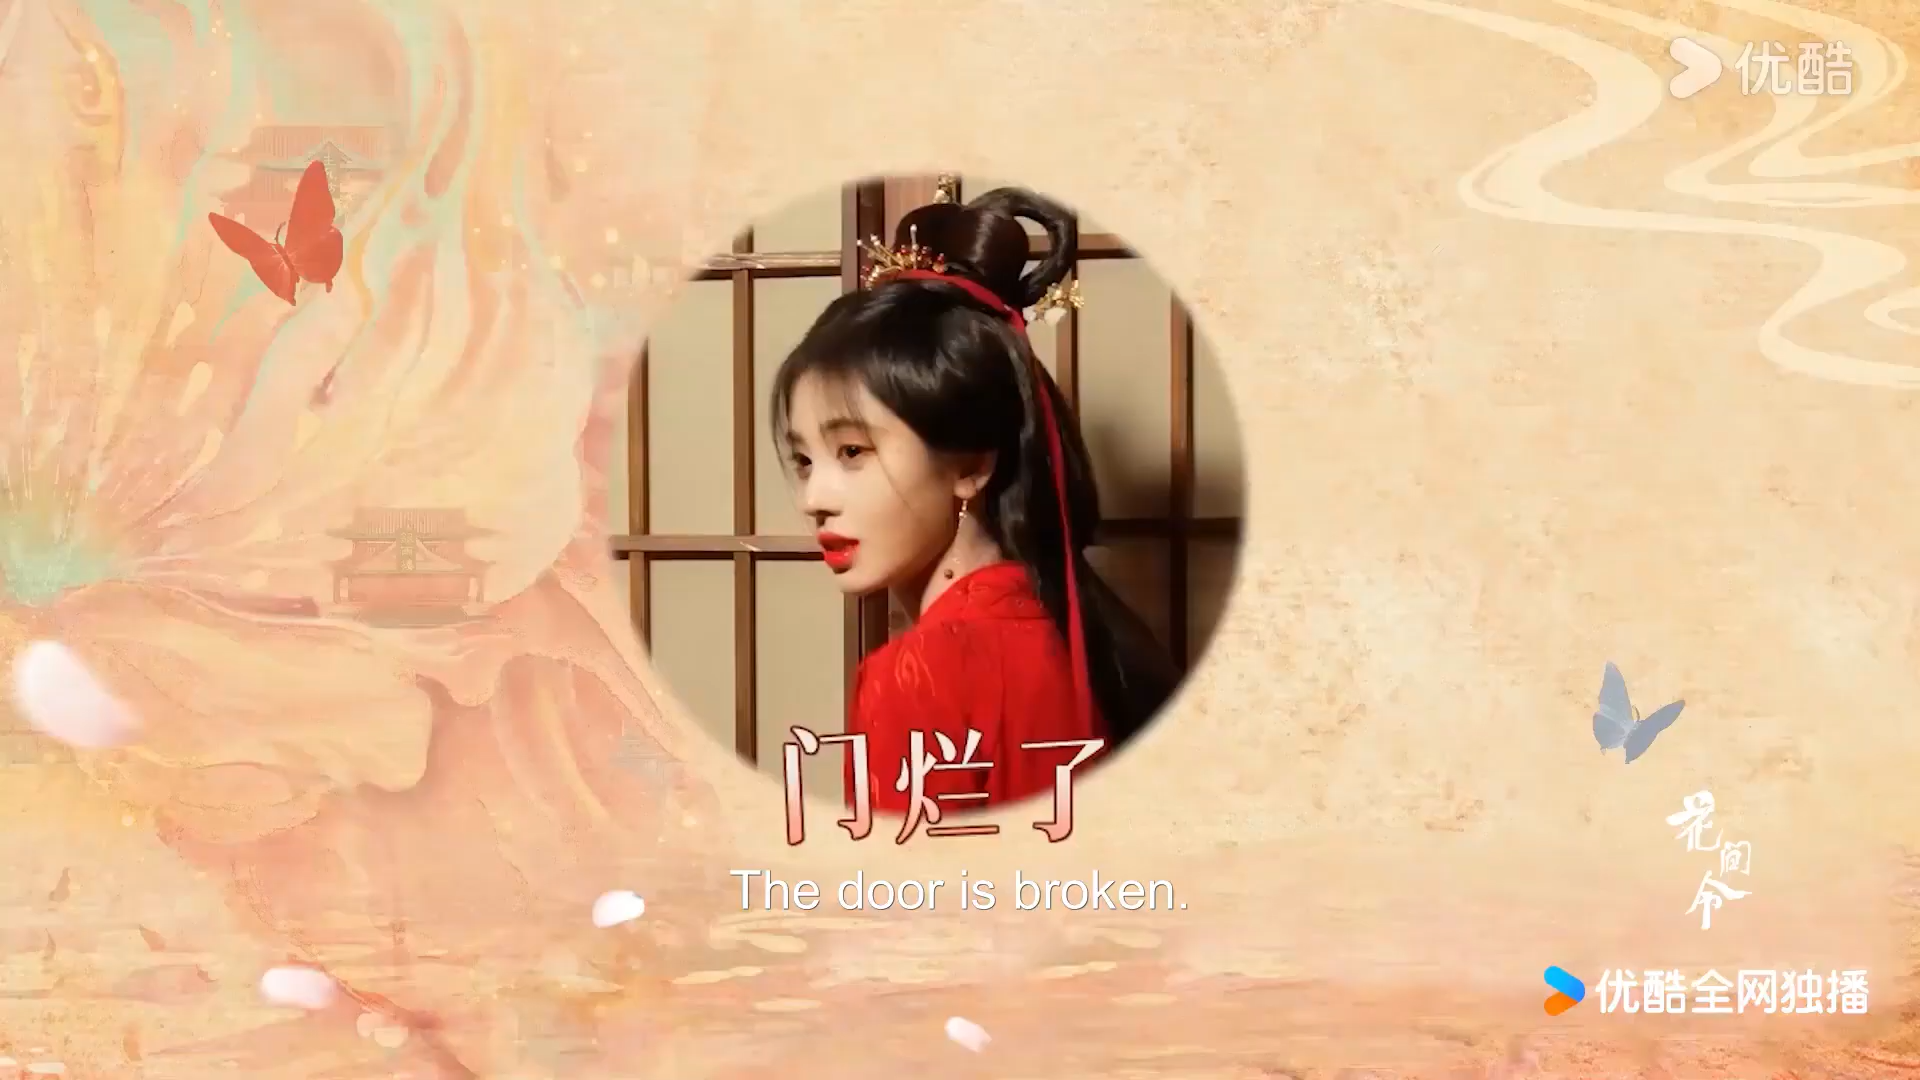 优酷
门烂了
The door is broken.
花间令
优酷全网独播